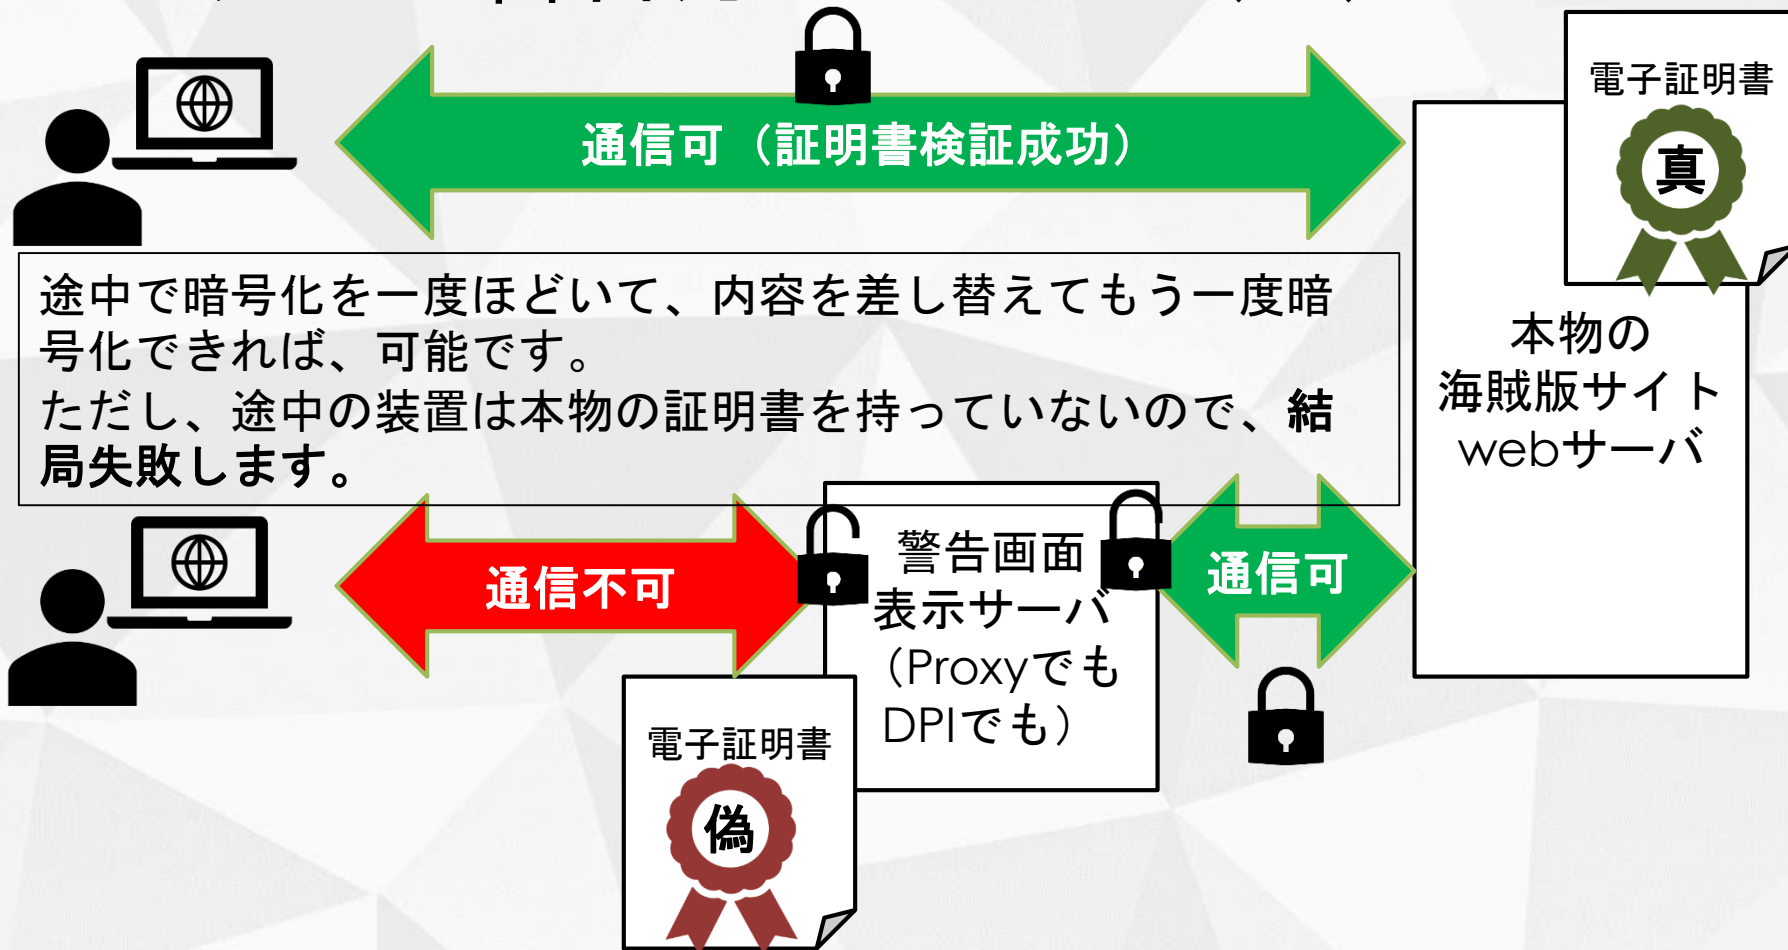 電子証明書
真
通信可（証明書検証成功）
途中で暗号化を一度ほどいて、内容を差し替えてもう一度暗
号化できれば、可能です。
ただし、途中の装置は本物の証明書を持っていないので、結
局失敗します。
本物の
海賊版サイト
webサーバ
通信不可
警告画面
表示サーバ
（Proxyでも
DPIでも）
通信可
電子証明書
偽